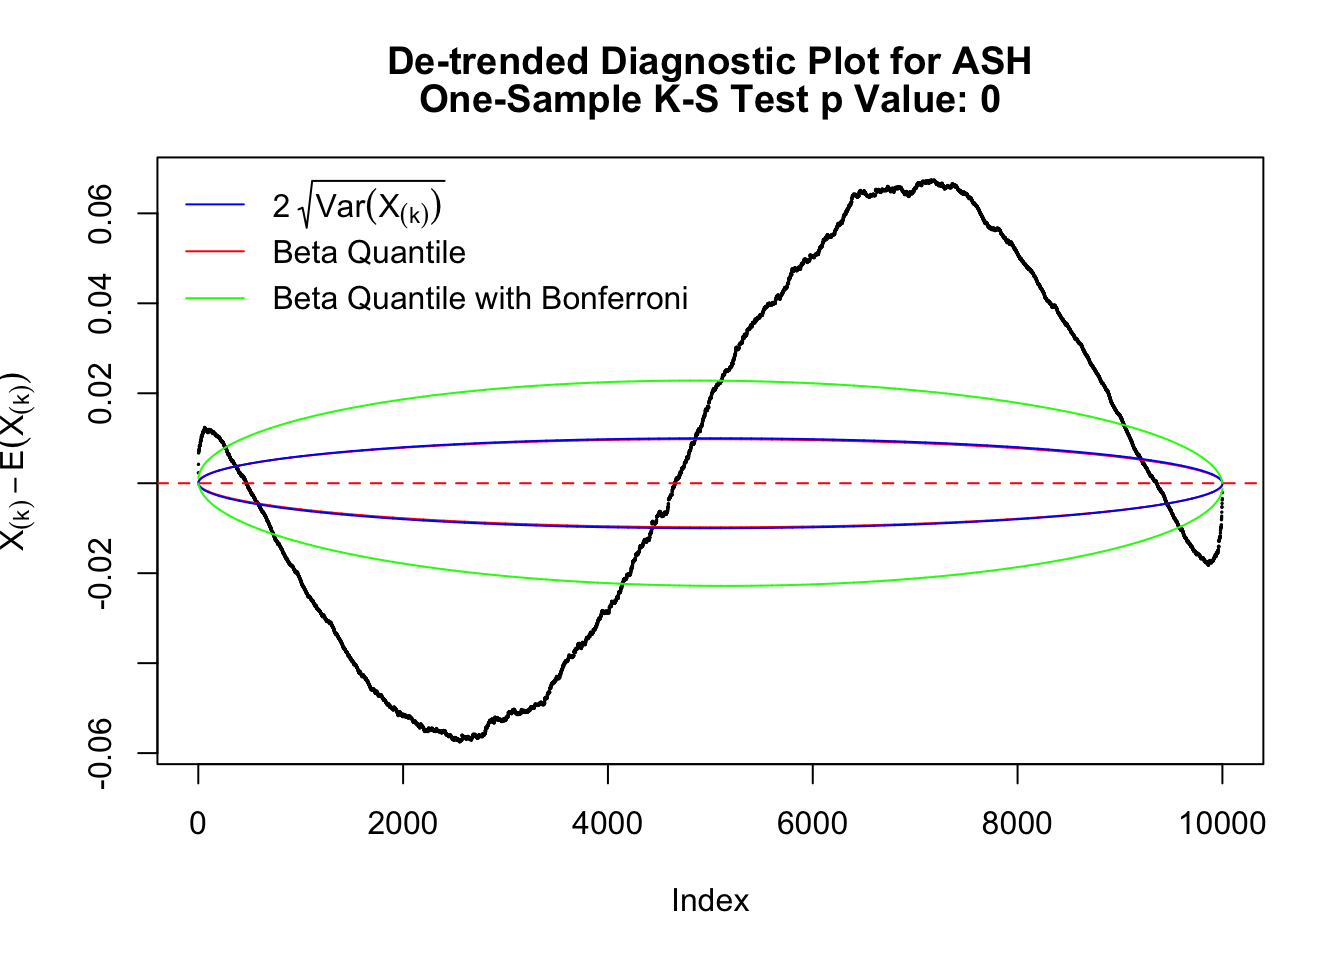 De-trended Diagnostic Plot for ASH
One-Sample K-S Test p Value: 0
2√Var(X(k))
Beta Quantile
Beta Quantile with Bonferroni
X(k) − E(X(k))
0.06
0.04
0.02
-0.02
-0.06
0 2000 4000 6000 8000 10000
Index